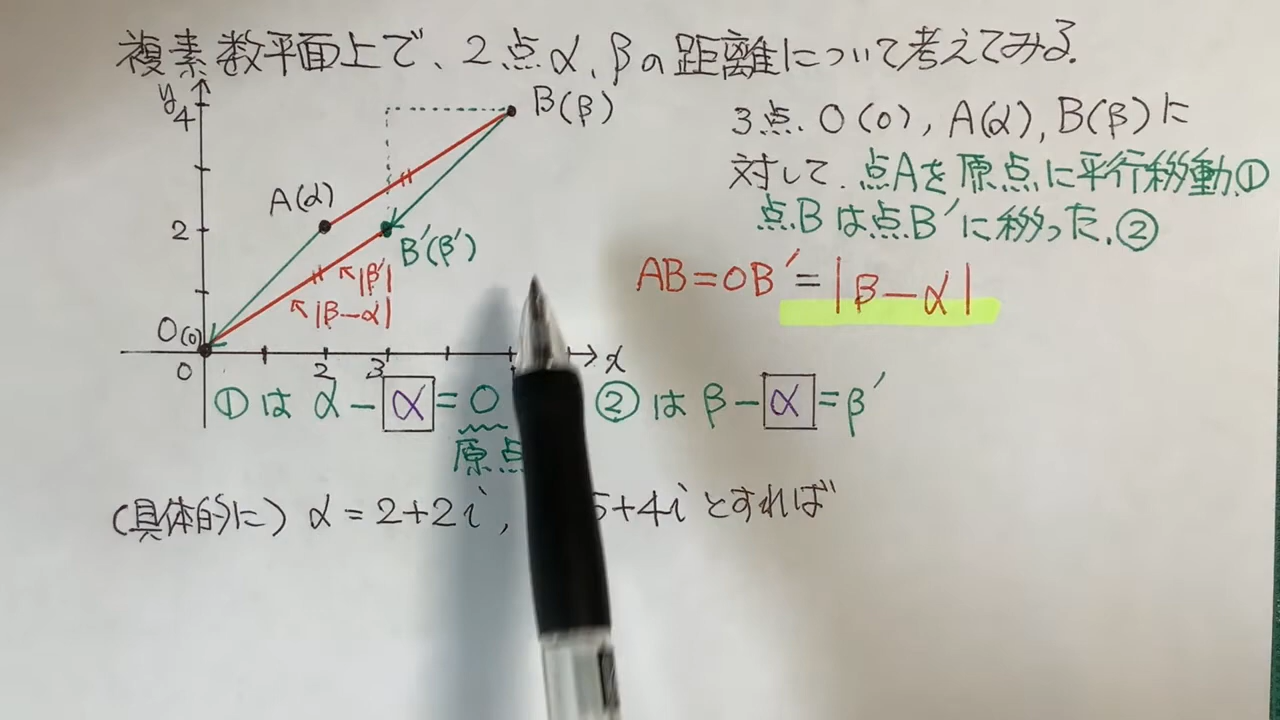 複素数平面上で、2点α、βの距離について考えてみる.
y
4
B(β)
3点. O(0), A(α), B(β)に
対して. 点Aを原点に平行移動.①
A(α)
点Bは点B′に移った.②
2
B′(β′)
AB=OB′=|β-α|
|β′|
|β-α|
O(0)
0
2
3
x
①は α-α=0
②は β-α=β′
原点
(具体的に) α=2+2i, 5+4i とすれば